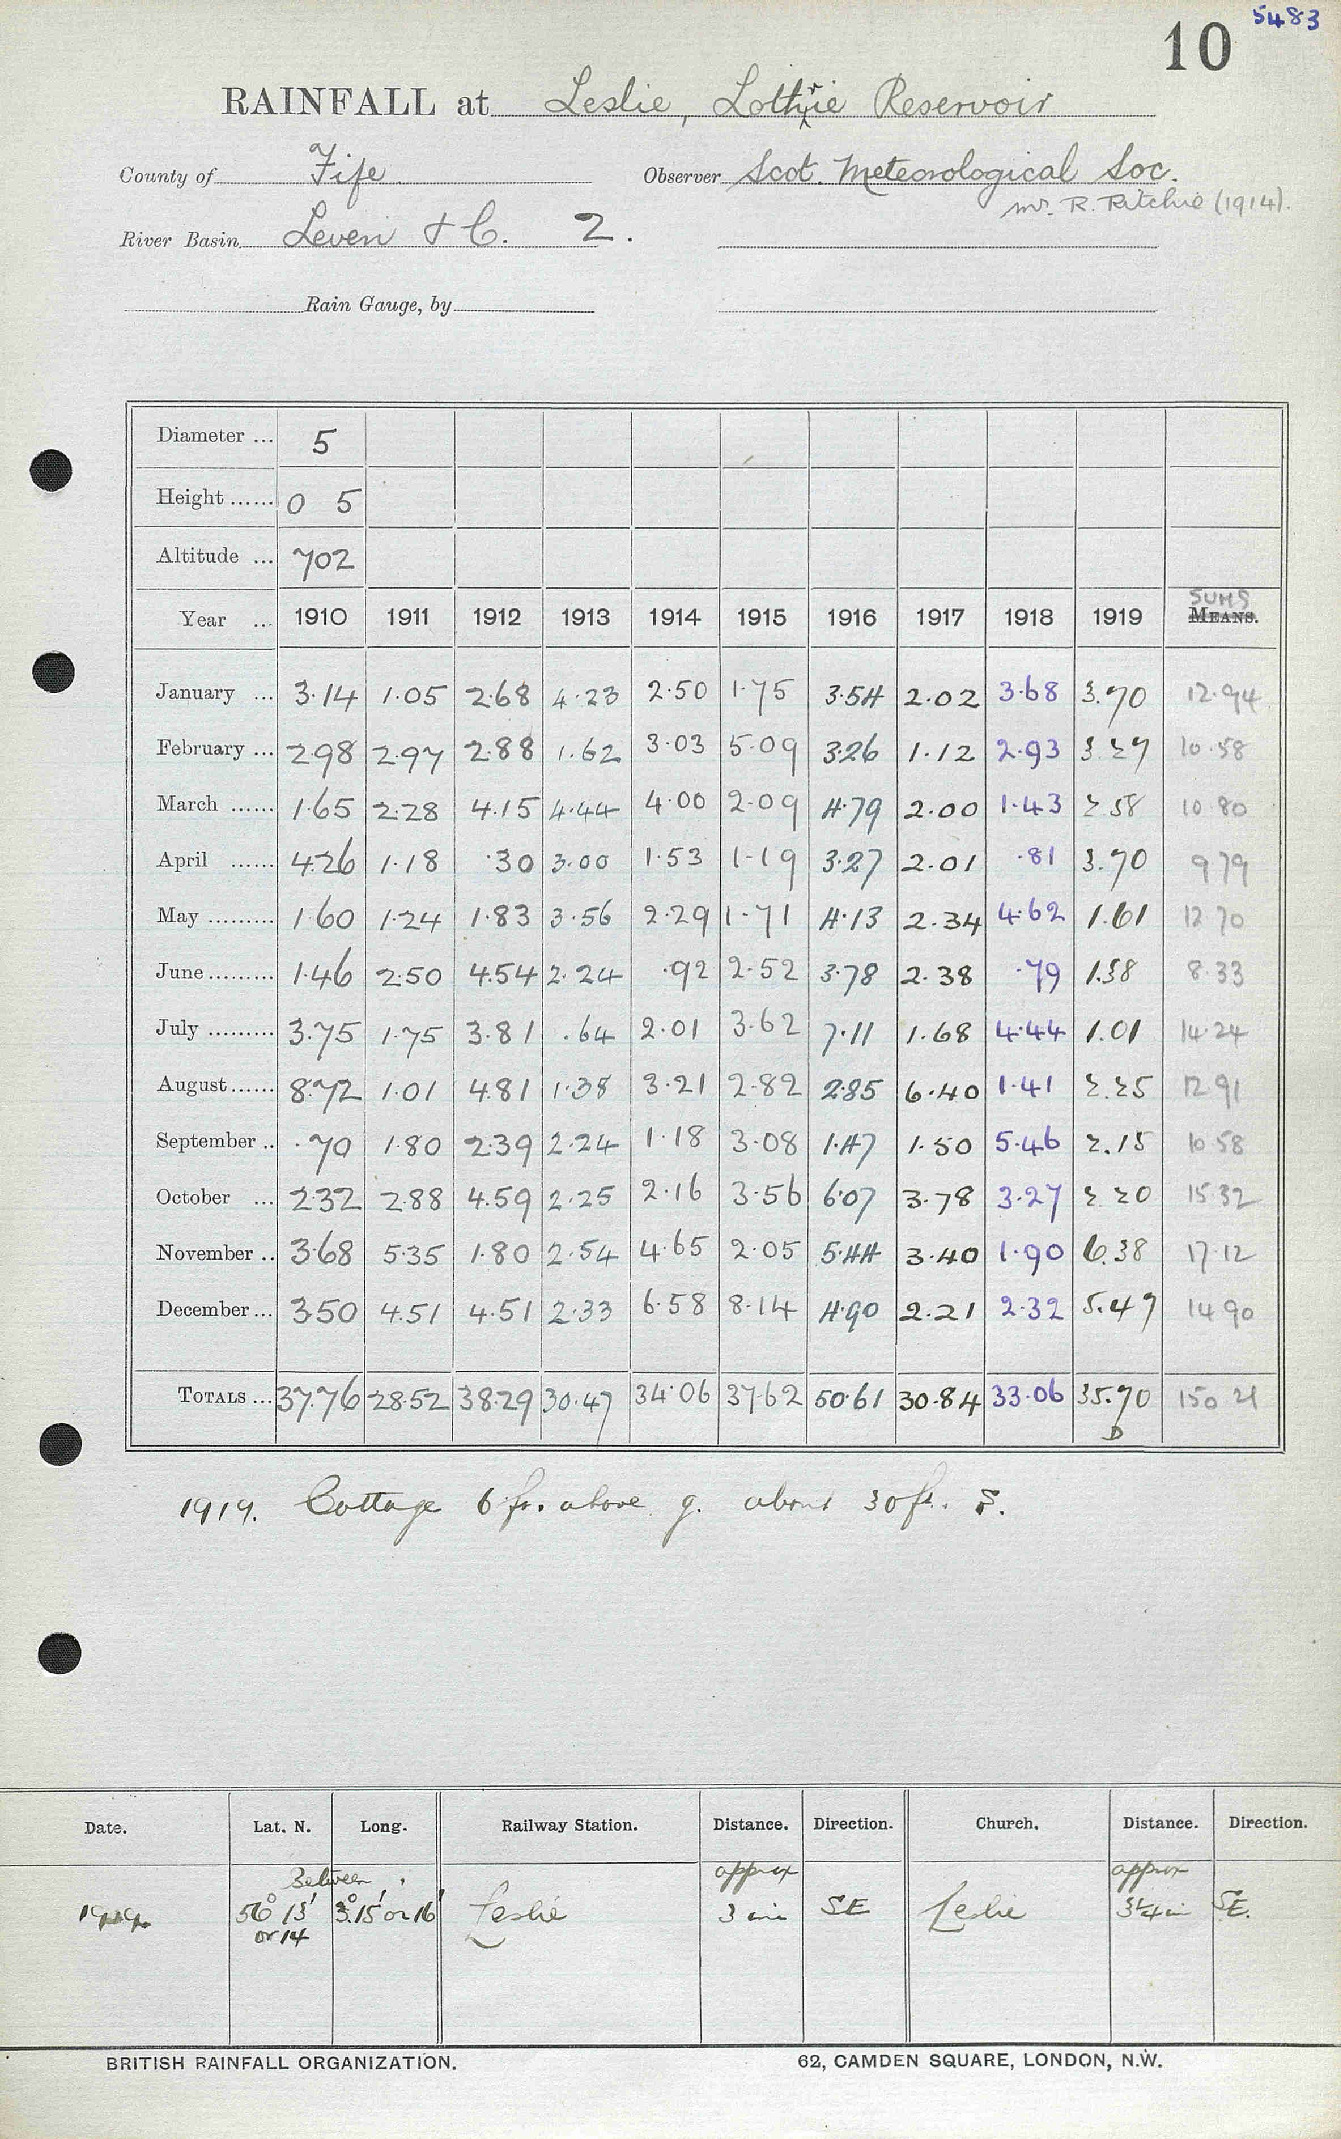 5483
10
RAINFALL at Leslie, Lothrie Reservoir
County of Fife Observer Scot. Meteorological Soc.
Mr. R. Ritchie (1914).
River Basin Leven & C. 2.
Rain Gauge, by
Diameter ... 5
Height ...... 0 5
Altitude ... 702
SUMS
Year ... 1910 1911 1912 1913 1914 1915 1916 1917 1918 1919 MEANS.
January ... 3.14 1.05 2.68 4.23 2.50 1.75 3.54 2.02 3.68 3.70 12.94
February ... 2.98 2.97 2.88 1.62 3.03 5.09 3.26 1.12 2.93 3.27 10.58
March ...... 1.65 2.28 4.15 4.44 4.00 2.09 4.79 2.00 1.43 2.58 10 80
April ...... 4.26 1.18 .30 3.00 1.53 1.19 3.27 2.01 .81 3.70 9 79
May ......... 1.60 1.24 1.83 3.56 2.29 1.71 4.13 2.34 4.62 1.61 12 70
June ......... 1.46 2.50 4.54 2.24 .92 2.52 3.78 2.38 .79 1.38 8.33
July ......... 3.75 1.75 3.81 .64 2.01 3.62 7.11 1.68 4.44 1.01 14.24
August ...... 8.72 1.01 4.81 1.38 3.21 2.82 2.85 6.40 1.41 2.25 12 91
September .. .70 1.80 2.39 2.24 1.18 3.08 1.47 1.50 5.46 2.15 10 58
October ... 2.32 2.88 4.59 2.25 2.16 3.56 6.07 3.78 3.27 2.20 15 32
November .. 3.68 5.35 1.80 2.54 4.65 2.05 5.44 3.40 1.90 6.38 17.12
December ... 3.50 4.51 4.51 2.33 6.58 8.14 4.90 2.21 2.32 5.47 14 90
TOTALS ... 37.76 28.52 38.29 30.47 34.06 37.62 50.61 30.84 33.06 35.70 150 21
D
1919. Cottage 6 ft. above g. about 30 ft. S.
Date. Lat. N. Long. Railway Station. Distance. Direction. Church. Distance. Direction.
Between approx approx
1919 56° 13' 3° 15' or 16' Leslie 3 mi SE Leslie 3¼ m SE.
or 14
BRITISH RAINFALL ORGANIZATION. 62, CAMDEN SQUARE, LONDON, N.W.